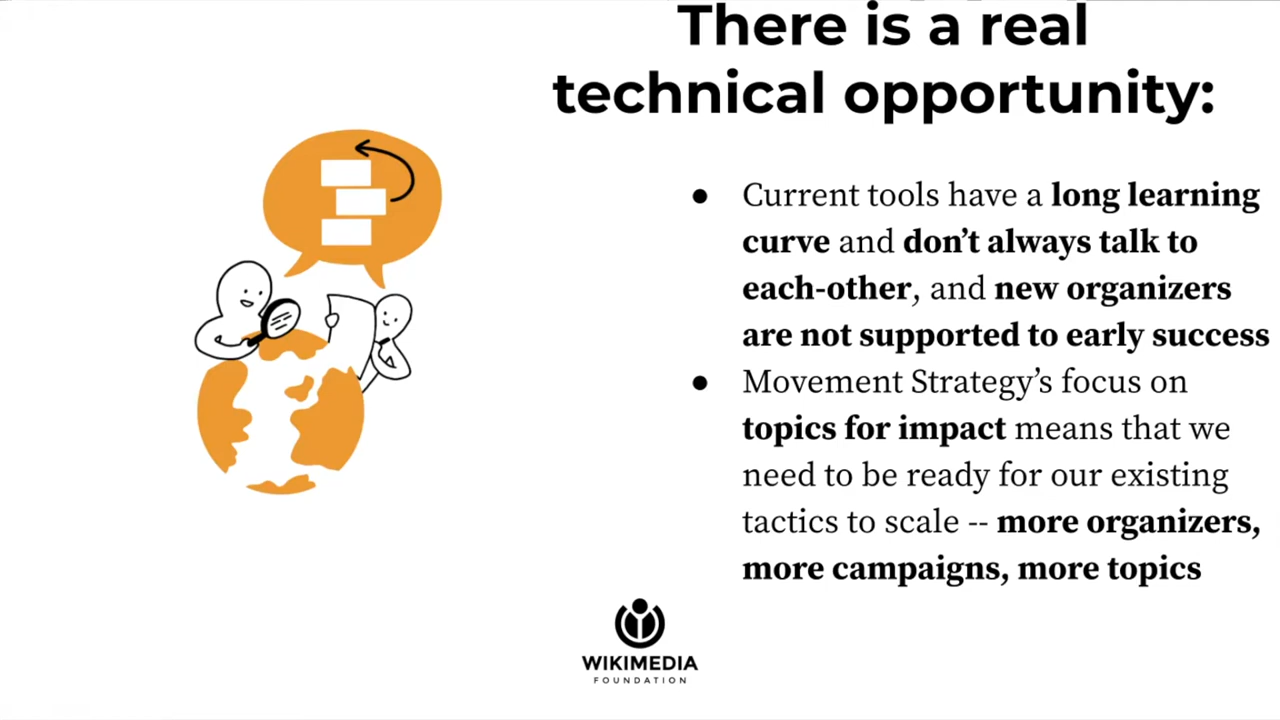 There is a real
technical opportunity:
● Current tools have a long learning
curve and don’t always talk to
each-other, and new organizers
are not supported to early success
● Movement Strategy’s focus on
topics for impact means that we
need to be ready for our existing
tactics to scale -- more organizers,
more campaigns, more topics
WIKIMEDIA
FOUNDATION